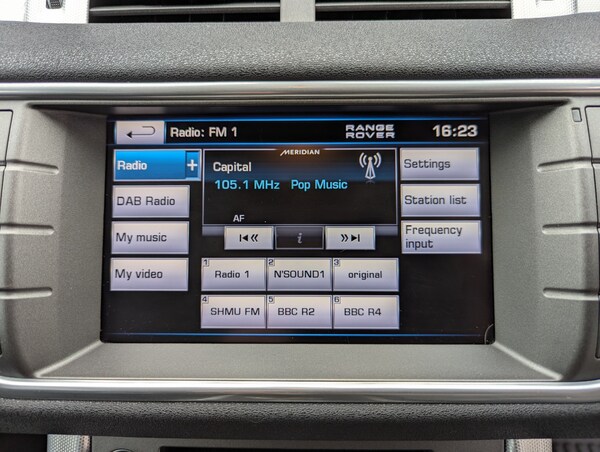 Radio: FM 1
RANGE ROVER
16:23
Radio +
MERIDIAN
Capital
105.1 MHz Pop Music
AF
Settings
DAB Radio
Station list
My music
i
Frequency
input
My video
1 Radio 1
2 N'SOUND1
3 original
4 SHMU FM
5 BBC R2
6 BBC R4